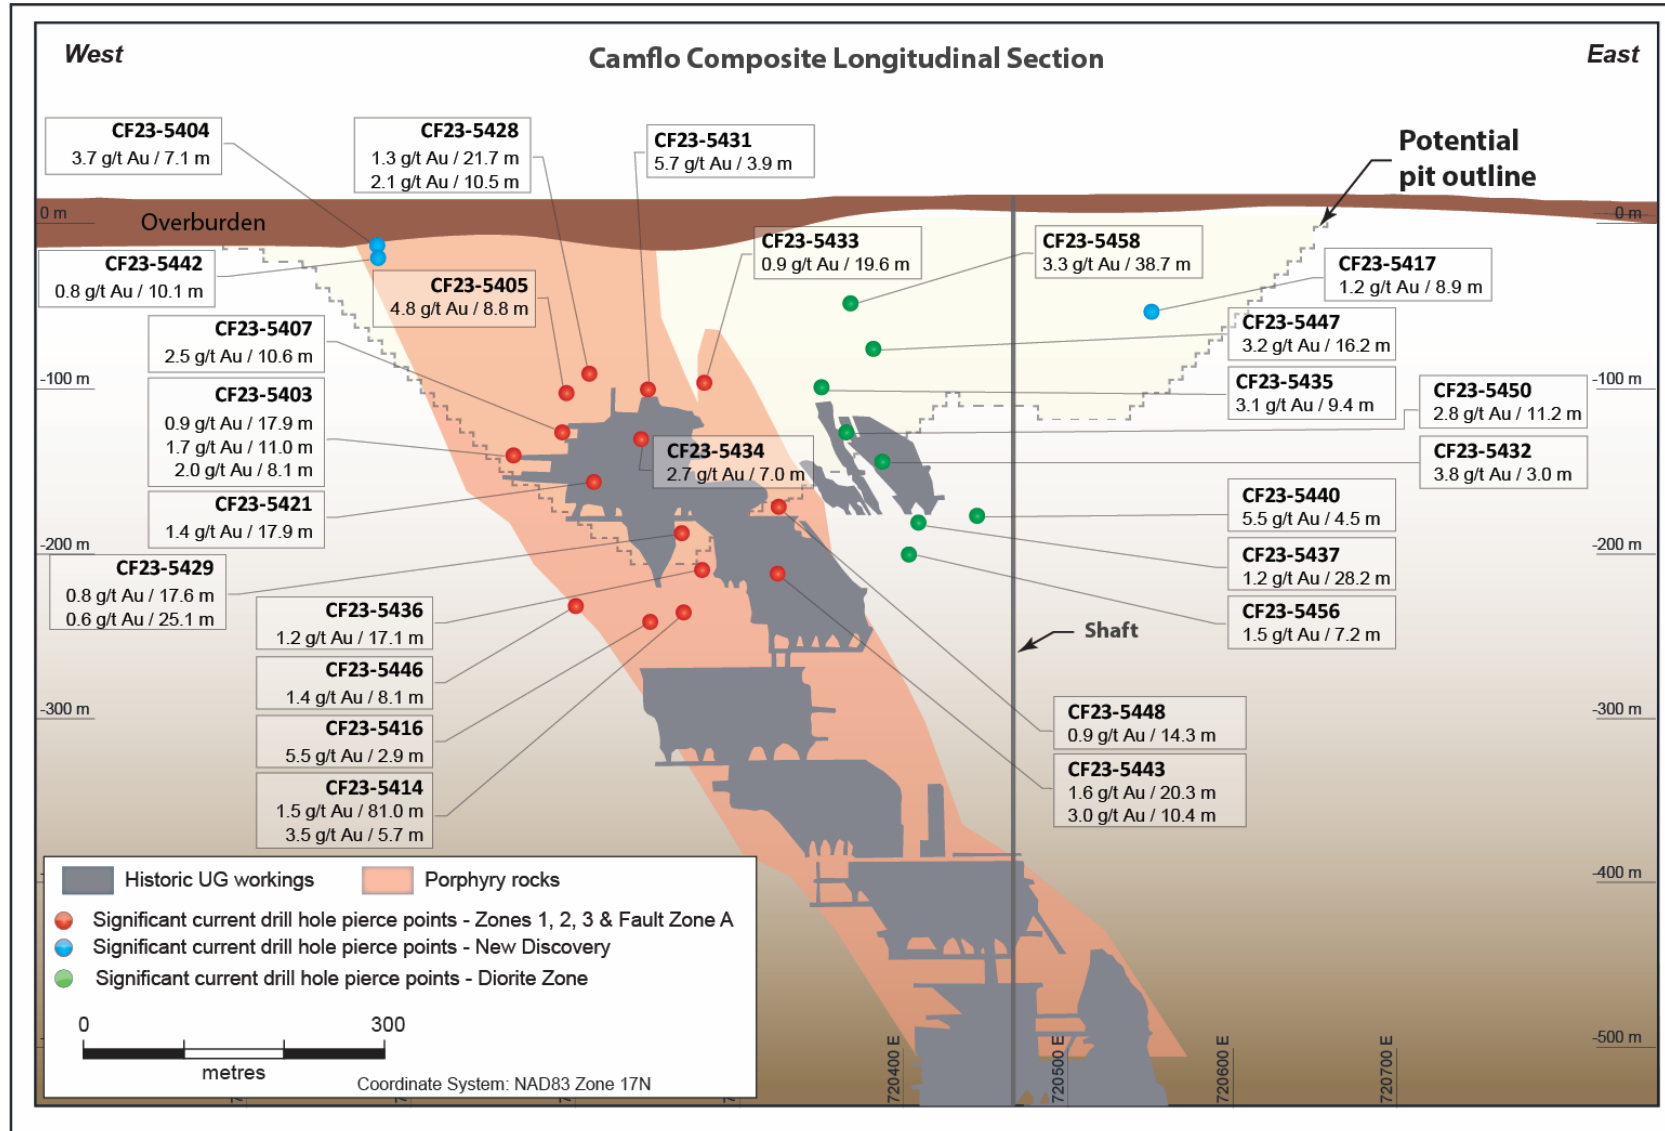 West
Camflo Composite Longitudinal Section
East
CF23-5404
3.7 g/t Au / 7.1 m
CF23-5428
1.3 g/t Au / 21.7 m
2.1 g/t Au / 10.5 m
CF23-5431
5.7 g/t Au / 3.9 m
Potential
pit outline
0 m
Overburden
0 m
CF23-5442
0.8 g/t Au / 10.1 m
CF23-5405
4.8 g/t Au / 8.8 m
CF23-5433
0.9 g/t Au / 19.6 m
CF23-5458
3.3 g/t Au / 38.7 m
CF23-5417
1.2 g/t Au / 8.9 m
CF23-5407
2.5 g/t Au / 10.6 m
CF23-5447
3.2 g/t Au / 16.2 m
-100 m
-100 m
CF23-5403
0.9 g/t Au / 17.9 m
1.7 g/t Au / 11.0 m
2.0 g/t Au / 8.1 m
CF23-5435
3.1 g/t Au / 9.4 m
CF23-5450
2.8 g/t Au / 11.2 m
CF23-5434
2.7 g/t Au / 7.0 m
CF23-5432
3.8 g/t Au / 3.0 m
CF23-5421
1.4 g/t Au / 17.9 m
CF23-5440
5.5 g/t Au / 4.5 m
-200 m
-200 m
CF23-5429
0.8 g/t Au / 17.6 m
0.6 g/t Au / 25.1 m
CF23-5437
1.2 g/t Au / 28.2 m
CF23-5436
1.2 g/t Au / 17.1 m
CF23-5456
1.5 g/t Au / 7.2 m
Shaft
CF23-5446
1.4 g/t Au / 8.1 m
-300 m
-300 m
CF23-5416
5.5 g/t Au / 2.9 m
CF23-5448
0.9 g/t Au / 14.3 m
CF23-5414
1.5 g/t Au / 81.0 m
3.5 g/t Au / 5.7 m
CF23-5443
1.6 g/t Au / 20.3 m
3.0 g/t Au / 10.4 m
-400 m
-500 m
Historic UG workings
Porphyry rocks
Significant current drill hole pierce points - Zones 1, 2, 3 & Fault Zone A
Significant current drill hole pierce points - New Discovery
Significant current drill hole pierce points - Diorite Zone
0
300
metres
Coordinate System: NAD83 Zone 17N
720400 E
720500 E
720600 E
720700 E